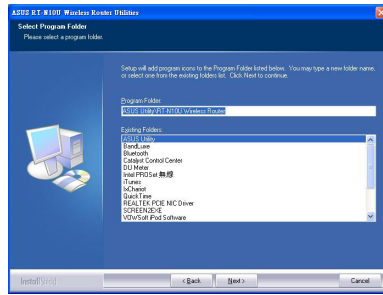 ASUS RT-N10U Wireless Router Utilities
Select Program Folder
Please select a program folder.
Setup will add program icons to the Program Folder listed below. You may type a new folder name, or select one from the existing folders list. Click Next to continue.
Program Folder:
ASUS Utility\RT-N10U Wireless Router
Existing Folders:
ASUS Utility
BandLuxe
Bluetooth
Catalyst Control Center
DU Meter
Intel PROSet 無線
iTunes
IxChariot
QuickTime
REALTEK PCIE NIC Driver
SCREEN2EXE
VOWSoft iPod Software
InstallShield
< Back
Next >
Cancel